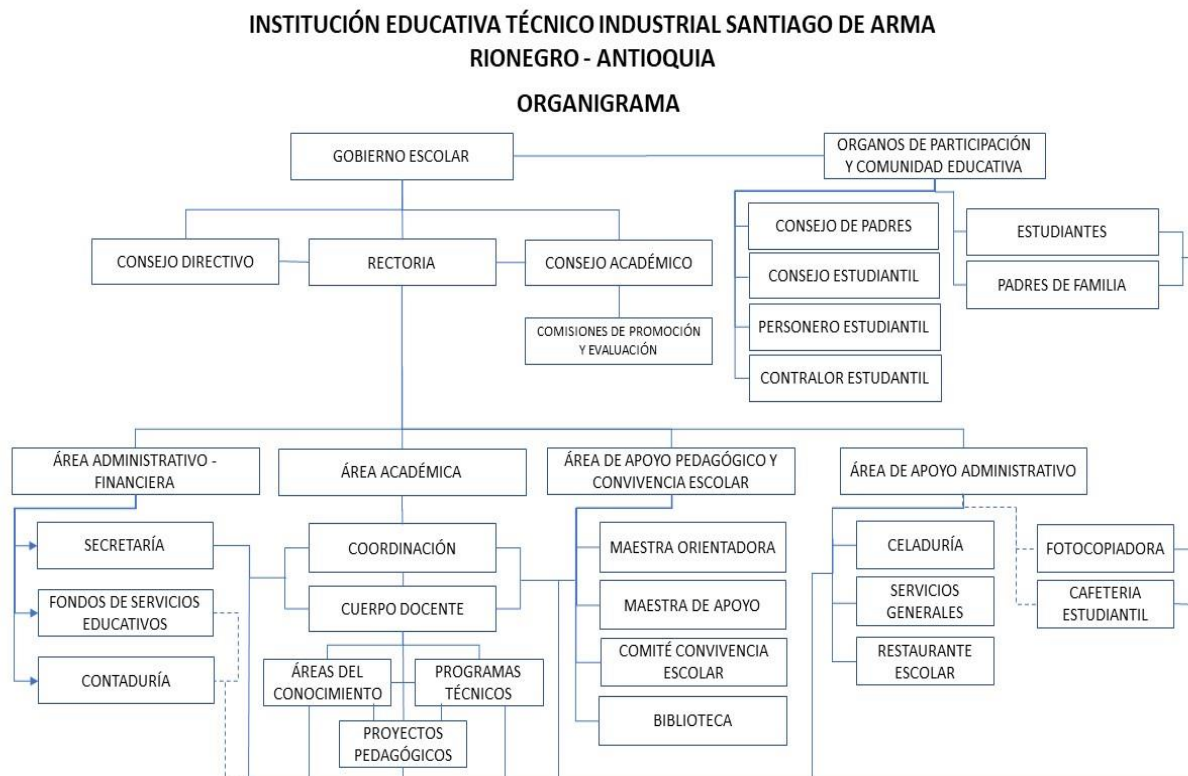 INSTITUCIÓN EDUCATIVA TÉCNICO INDUSTRIAL SANTIAGO DE ARMA
RIONEGRO - ANTIOQUIA
ORGANIGRAMA
GOBIERNO ESCOLAR
ORGANOS DE PARTICIPACIÓN
Y COMUNIDAD EDUCATIVA
CONSEJO DIRECTIVO
RECTORIA
CONSEJO ACADÉMICO
COMISIONES DE PROMOCIÓN
Y EVALUACIÓN
CONSEJO DE PADRES
CONSEJO ESTUDIANTIL
PERSONERO ESTUDIANTIL
CONTRALOR ESTUDANTIL
ESTUDIANTES
PADRES DE FAMILIA
ÁREA ADMINISTRATIVO -
FINANCIERA
SECRETARÍA
FONDOS DE SERVICIOS
EDUCATIVOS
CONTADURÍA
ÁREA ACADÉMICA
COORDINACIÓN
CUERPO DOCENTE
ÁREAS DEL
CONOCIMIENTO
PROGRAMAS
TÉCNICOS
PROYECTOS
PEDAGÓGICOS
ÁREA DE APOYO PEDAGÓGICO Y
CONVIVENCIA ESCOLAR
MAESTRA ORIENTADORA
MAESTRA DE APOYO
COMITÉ CONVIVENCIA
ESCOLAR
BIBLIOTECA
ÁREA DE APOYO ADMINISTRATIVO
CELADURÍA
SERVICIOS
GENERALES
RESTAURANTE
ESCOLAR
FOTOCOPIADORA
CAFETERIA
ESTUDIANTIL